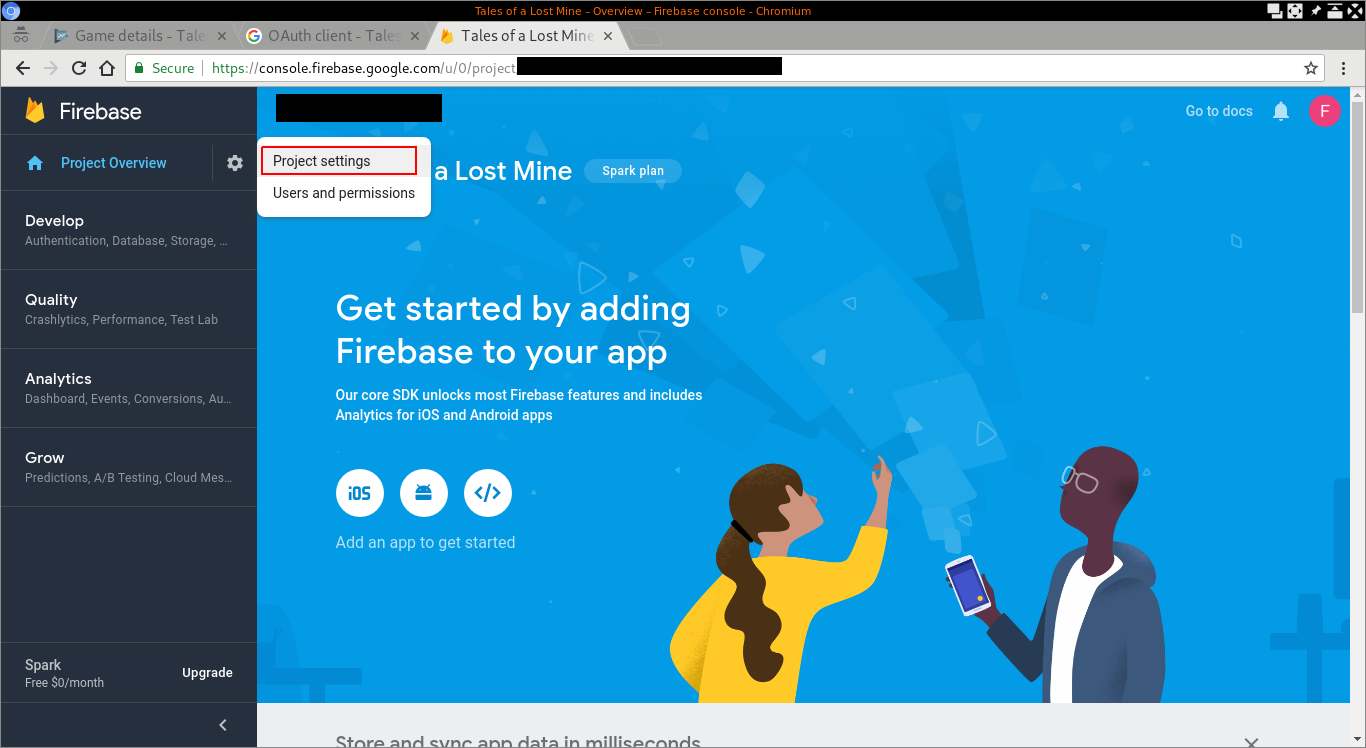 Tales of a Lost Mine – Overview – Firebase console - Chromium
Game details - Tales
OAuth client - Tales
Tales of a Lost Mine
Secure
https://console.firebase.google.com/u/0/project
Firebase
Go to docs
F
Project Overview
Project settings
Users and permissions
a Lost Mine
Spark plan
Develop
Authentication, Database, Storage, ...
Quality
Crashlytics, Performance, Test Lab
Analytics
Dashboard, Events, Conversions, Au...
Grow
Predictions, A/B Testing, Cloud Mes...
Get started by adding
Firebase to your app
Our core SDK unlocks most Firebase features and includes
Analytics for iOS and Android apps
iOS
</>
Add an app to get started
Spark
Free $0/month
Upgrade
Store and sync app data in milliseconds